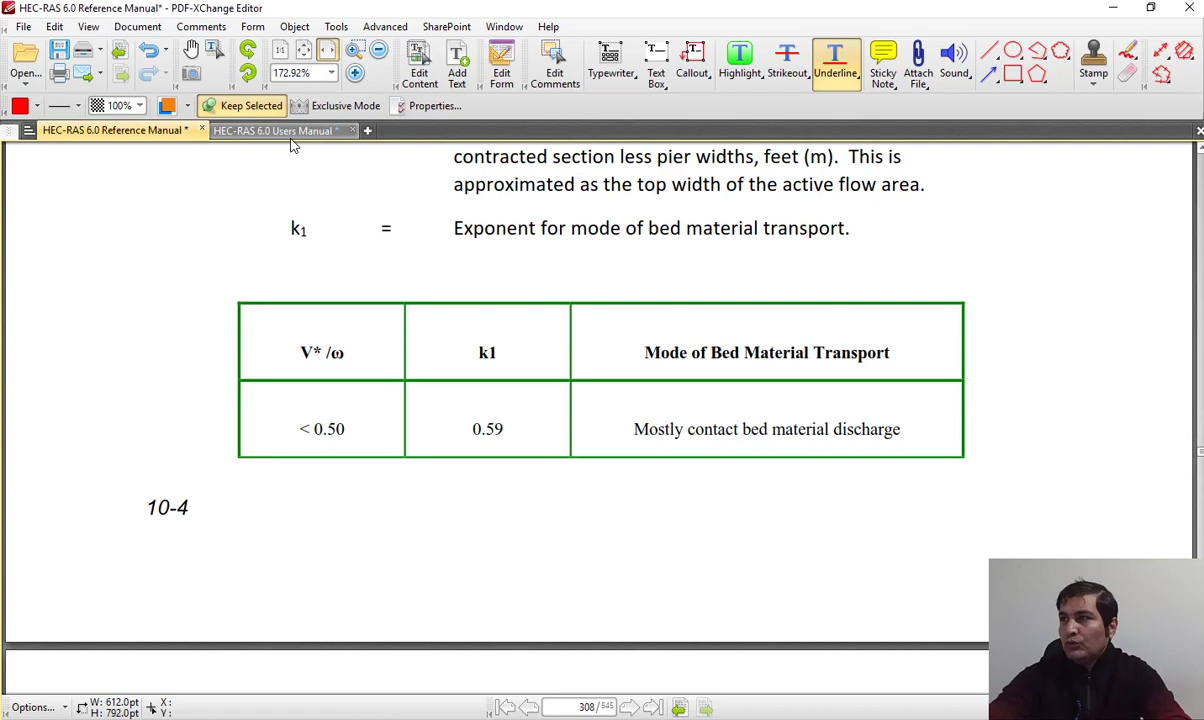 HEC-RAS 6.0 Reference Manual* - PDF-XChange Editor
File Edit View Document Comments Form Object Tools Advanced SharePoint Window Help
Open... 1:1 172.92% Edit Content Add Text Edit Form Edit Comments Typewriter Text Box Callout Highlight Strikeout Underline Sticky Note Attach File Sound Stamp
100% Keep Selected Exclusive Mode Properties...
HEC-RAS 6.0 Reference Manual * × HEC-RAS 6.0 Users Manual * ×
contracted section less pier widths, feet (m). This is
approximated as the top width of the active flow area.
k1 = Exponent for mode of bed material transport.
V* /ω k1 Mode of Bed Material Transport
< 0.50 0.59 Mostly contact bed material discharge
10-4
Options... W: 612.0pt H: 792.0pt X: Y: 308 / 545